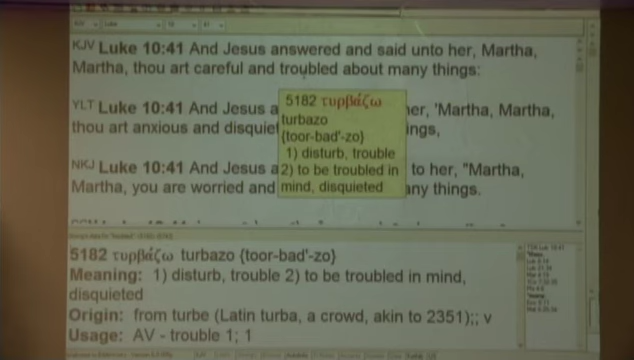 KJV Luke 10:41 And Jesus answered and said unto her, Martha,
Martha, thou art careful and troubled about many things:
5182 τυρβάζω
turbazo
{toor-bad'-zo}
1) disturb, trouble
2) to be troubled in
mind, disquieted
YLT Luke 10:41 And Jesus a her, 'Martha, Martha,
thou art anxious and disquiet ings,
NKJ Luke 10:41 And Jesus a to her, "Martha,
Martha, you are worried and any things.
5182 τυρβάζω turbazo {toor-bad'-zo}
Meaning: 1) disturb, trouble 2) to be troubled in mind,
disquieted
Origin: from turbe (Latin turba, a crowd, akin to 2351);; v
Usage: AV - trouble 1; 1